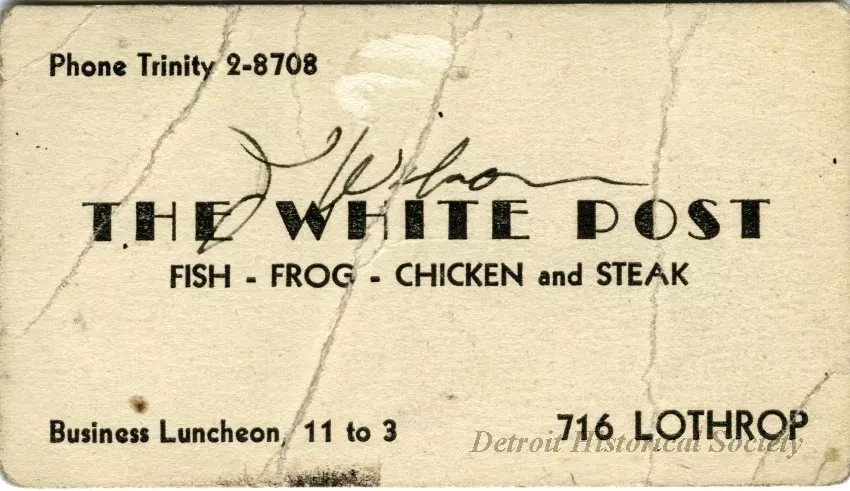 Phone Trinity 2-8708
J Wilson
THE WHITE POST
FISH - FROG - CHICKEN and STEAK
Business Luncheon, 11 to 3
716 LOTHROP
Detroit Historical Society